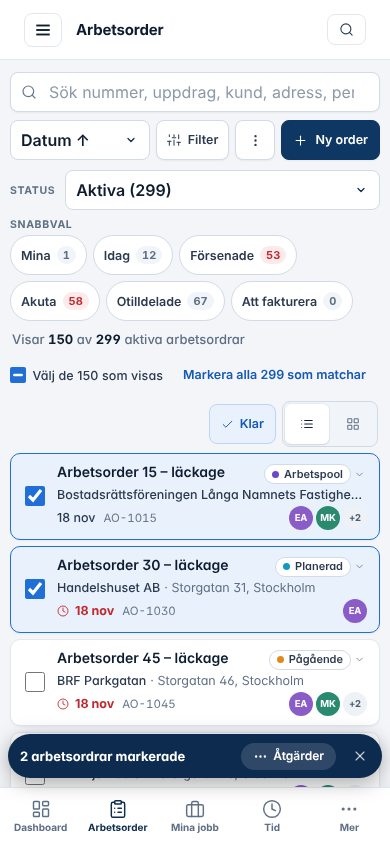 Arbetsorder
Sök nummer, uppdrag, kund, adress, per
Datum ↑
Filter
Ny order
STATUS
Aktiva (299)
SNABBVAL
Mina 1
Idag 12
Försenade 53
Akuta 58
Otilldelade 67
Att fakturera 0
Visar 150 av 299 aktiva arbetsordrar
Välj de 150 som visas
Markera alla 299 som matchar
Klar
Arbetsorder 15 – läckage
Arbetspool
Bostadsrättsföreningen Långa Namnets Fastighe...
18 nov AO-1015
EA MK +2
Arbetsorder 30 – läckage
Planerad
Handelshuset AB · Storgatan 31, Stockholm
18 nov AO-1030
EA
Arbetsorder 45 – läckage
Pågående
BRF Parkgatan · Storgatan 46, Stockholm
18 nov AO-1045
EA MK +2
2 arbetsordrar markerade
Åtgärder
Dashboard
Arbetsorder
Mina jobb
Tid
Mer